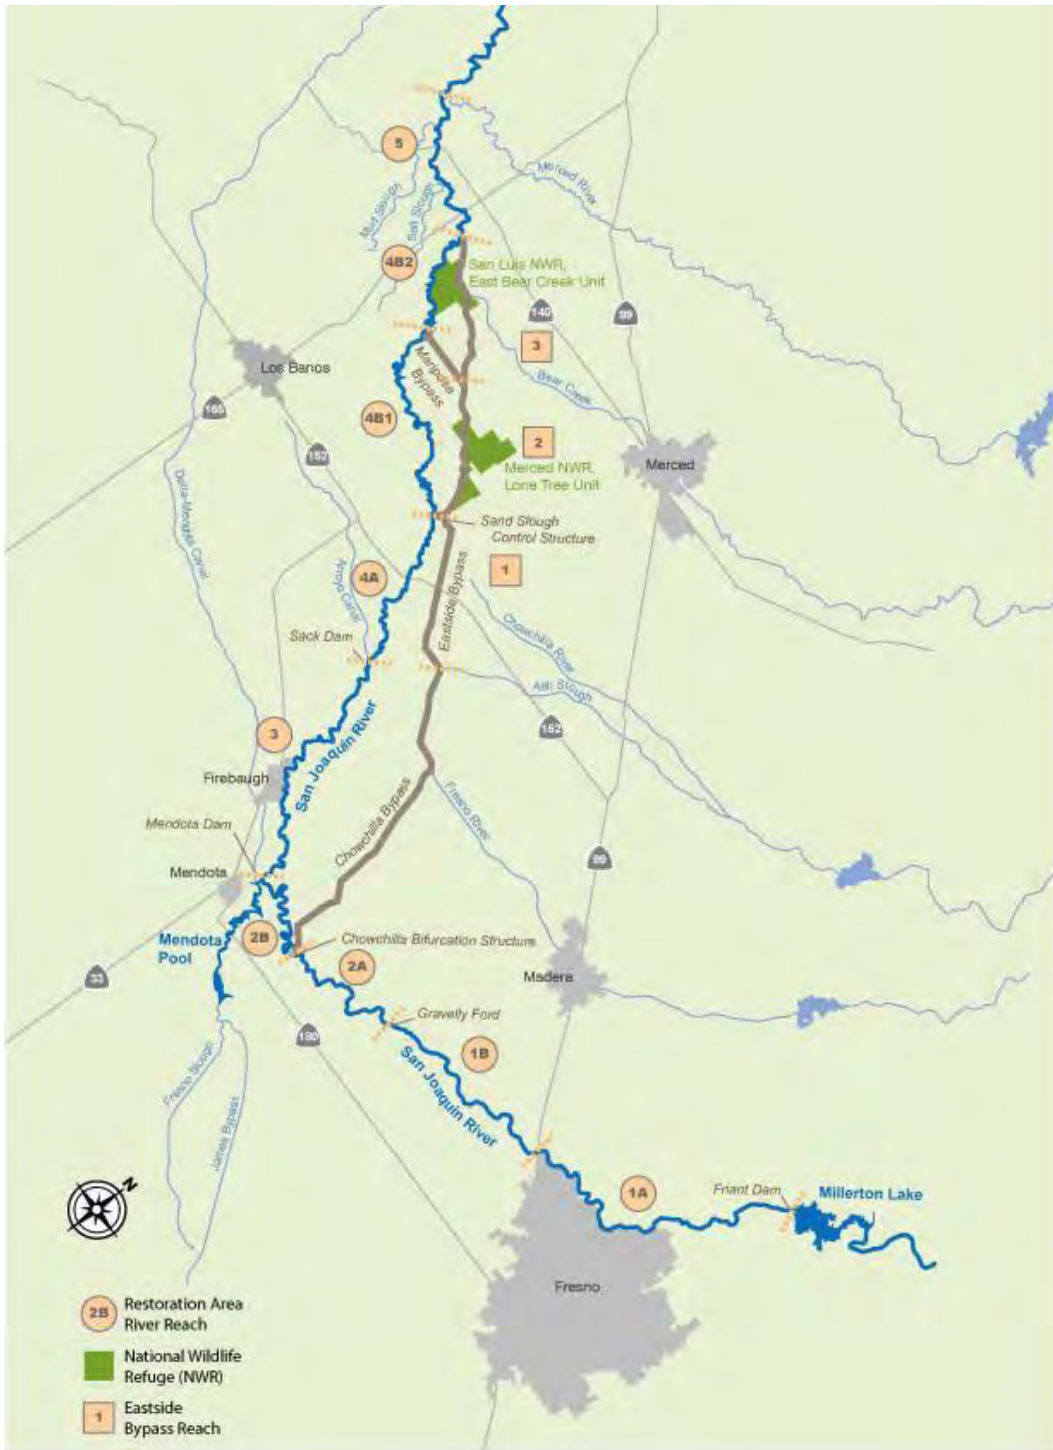 5
Merced River
Mud Slough
Salt Slough
4B2
San Luis NWR,
East Bear Creek Unit
140
99
3
Los Banos
Mariposa
Bypass
Bear Creek
165
4B1
2
152
Merced
Merced NWR,
Lone Tree Unit
Delta-Mendota Canal
Sand Slough
Control Structure
1
4A
Arroyo Canal
Eastside Bypass
Chowchilla River
Sack Dam
Ash Slough
3
152
San Joaquin River
Firebaugh
Chowchilla Bypass
Fresno River
Mendota Dam
99
Mendota
Mendota
Pool
2B
Chowchilla Bifurcation Structure
2A
33
Madera
Gravelly Ford
180
1B
San Joaquin River
Fresno Slough
James Bypass
N
1A
Friant Dam
Millerton Lake
Fresno
2B
Restoration Area
River Reach
National Wildlife
Refuge (NWR)
1
Eastside
Bypass Reach